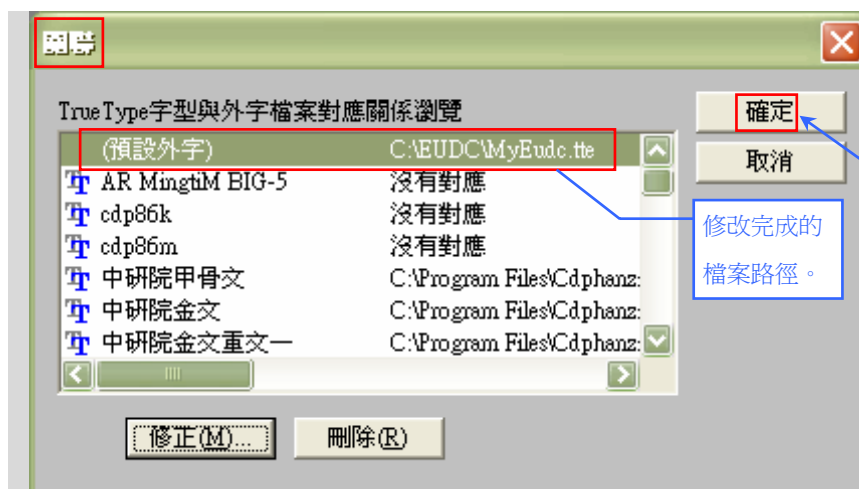 關聯
TrueType字型與外字檔案對應關係瀏覽
(預設外字) C:\EUDC\MyEudc.tte
AR MingtiM BIG-5 沒有對應
cdp86k 沒有對應
cdp86m 沒有對應
中研院甲骨文 C:\Program Files\Cdphanz:
中研院金文 C:\Program Files\Cdphanz:
中研院金文重文一 C:\Program Files\Cdphanz:
確定
取消
修改完成的
檔案路徑。
修正(M)...
刪除(R)